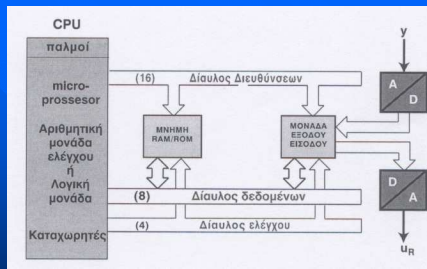 CPU
παλμοί
micro-
prossesor
Αριθμητική
μονάδα
ελέγχου
ή
Λογική
μονάδα
Καταχωρητές
(16) Δίαυλος Διευθύνσεων
ΜΝΗΜΗ
RAM/ROM
ΜΟΝΑΔΑ
ΕΞΟΔΟΥ
ΕΙΣΟΔΟΥ
(8) Δίαυλος δεδομένων
(4) Δίαυλος ελέγχου
y
A
D
D
A
uR